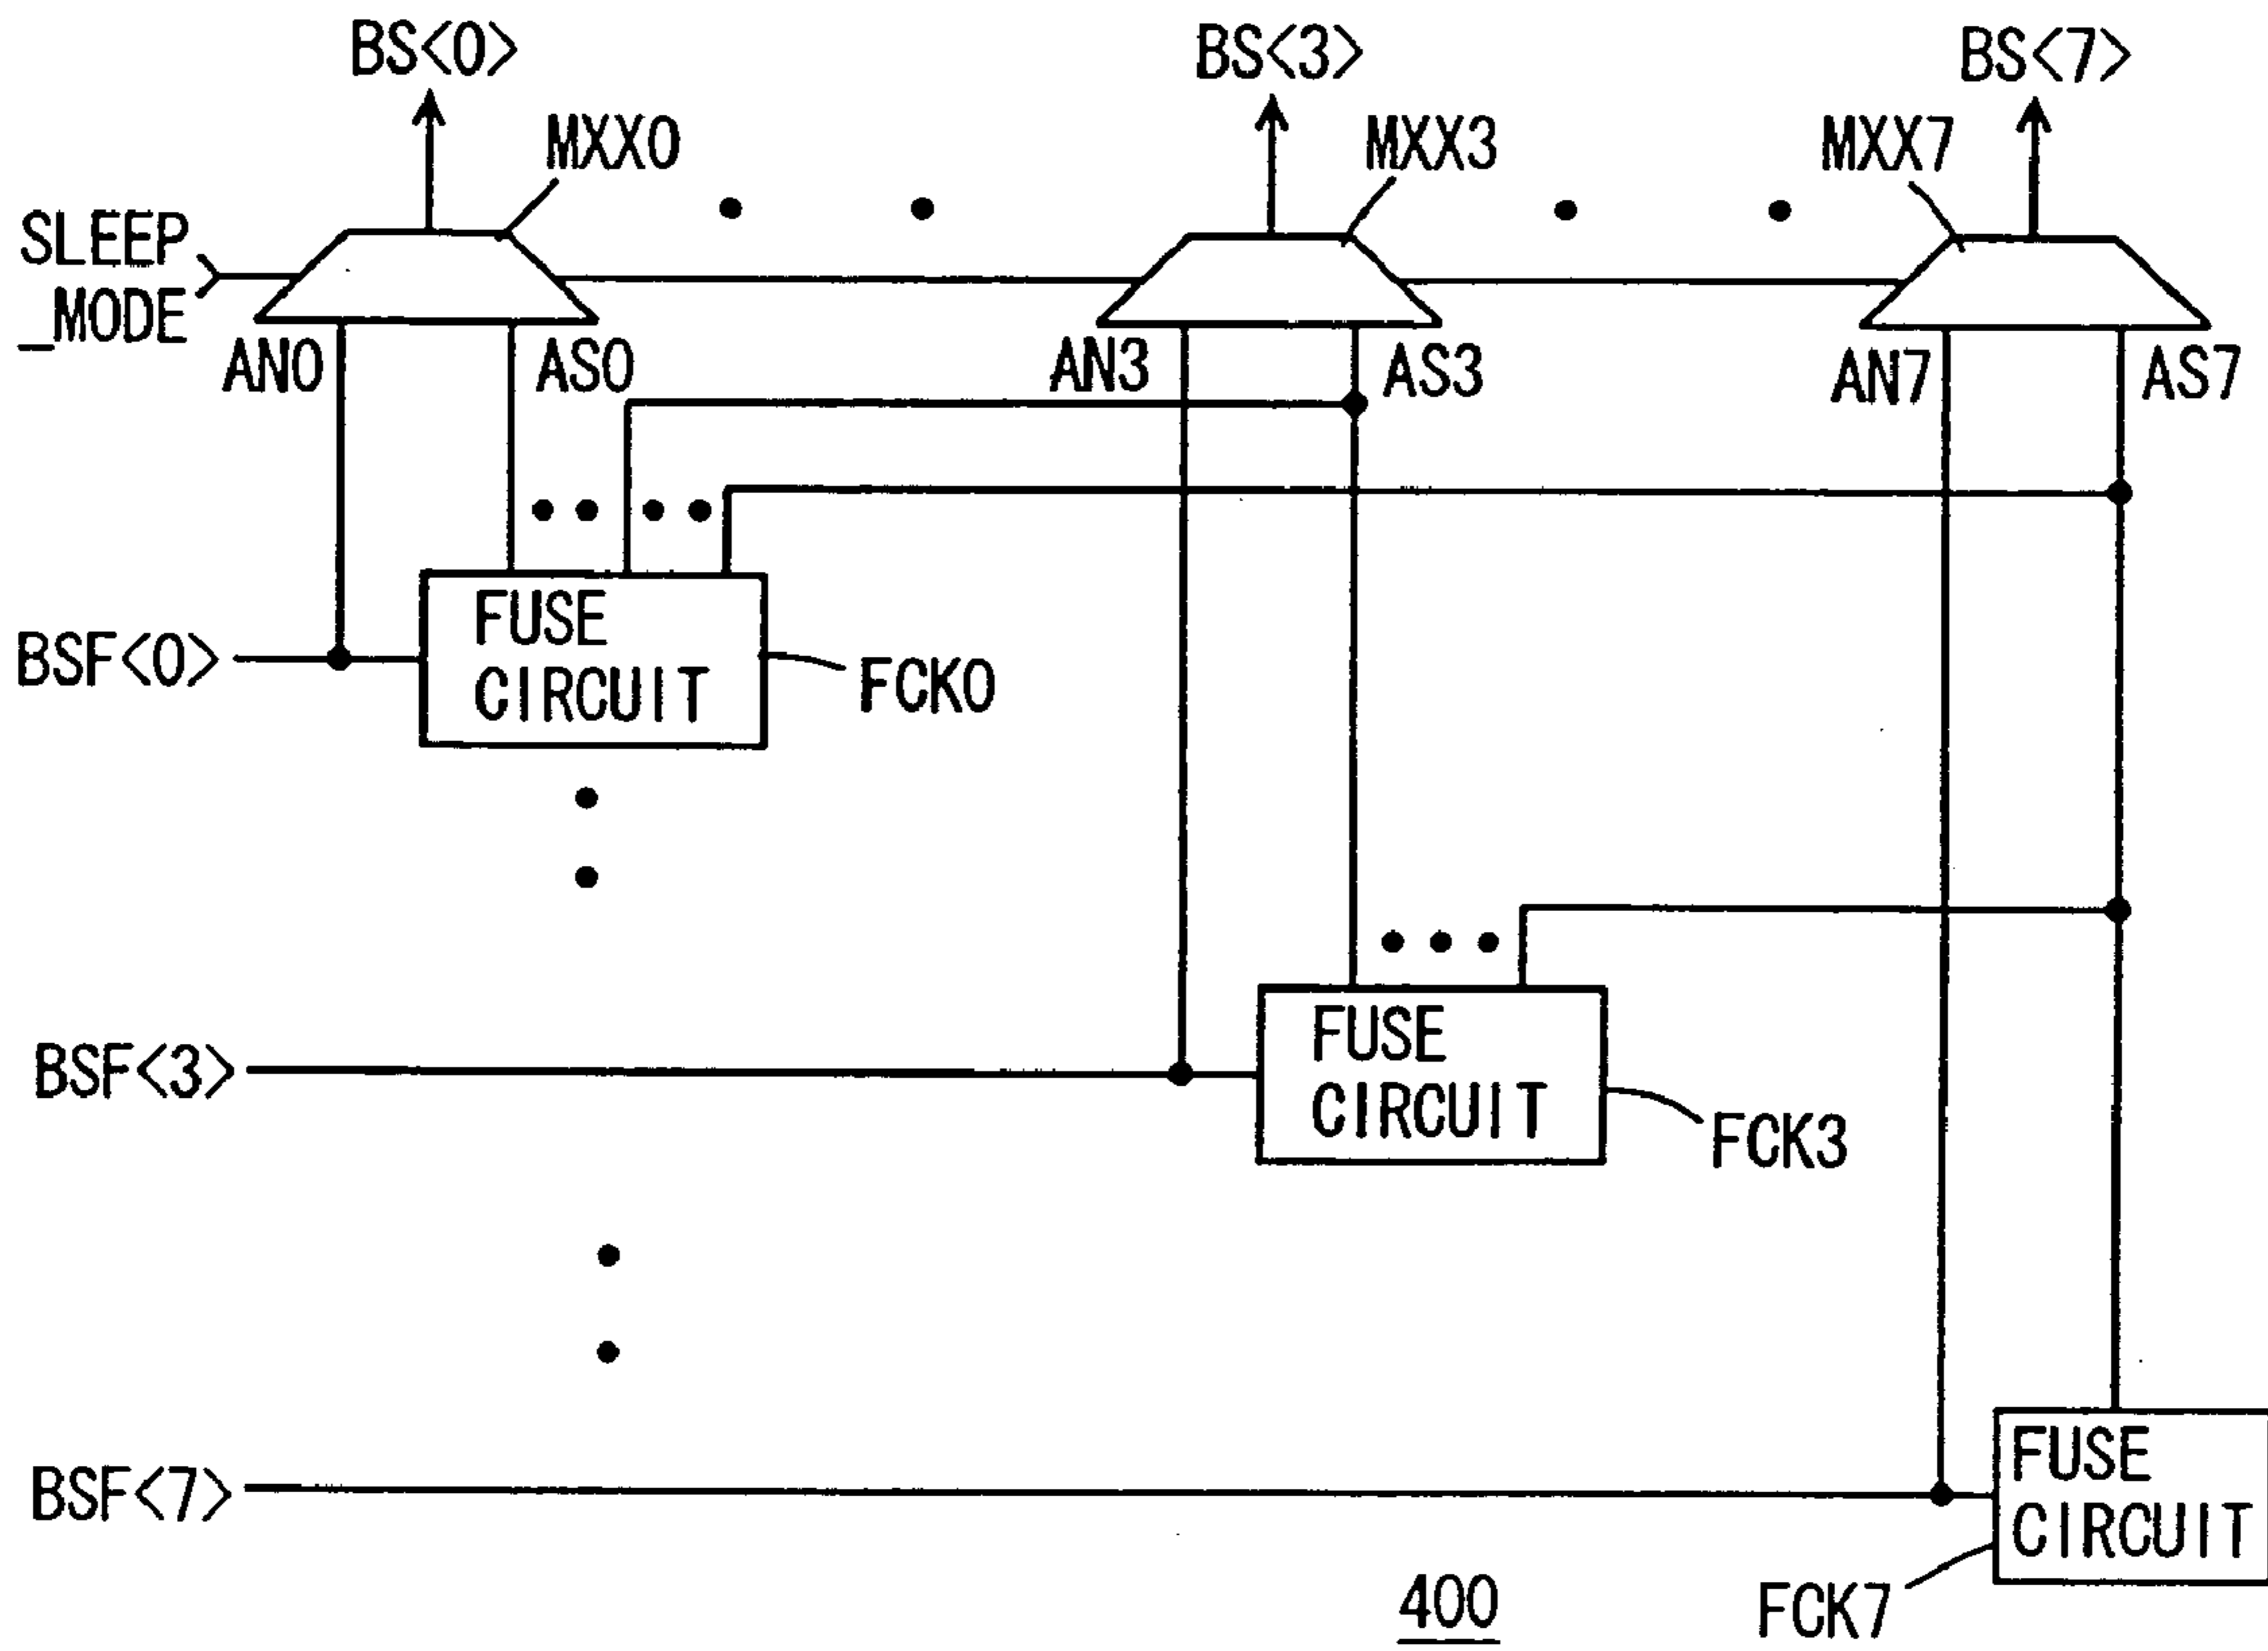 BS<0>
BS<3>
BS<7>
MXX0
MXX3
MXX7
SLEEP
_MODE
AN0
AS0
AN3
AS3
AN7
AS7
BSF<0>
FUSE
CIRCUIT
FCK0
BSF<3>
FUSE
CIRCUIT
FCK3
BSF<7>
FUSE
CIRCUIT
FCK7
400